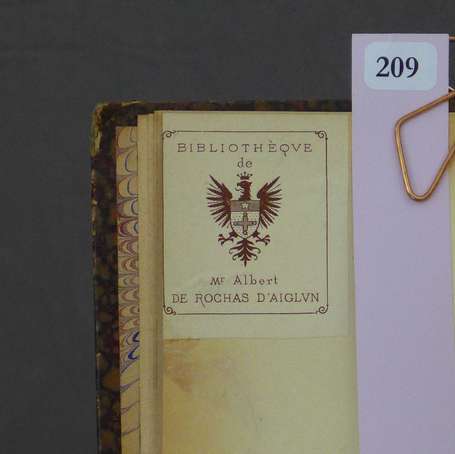 209
BIBLIOTHÈQVE
de
Mr Albert
DE ROCHAS D'AIGLVN